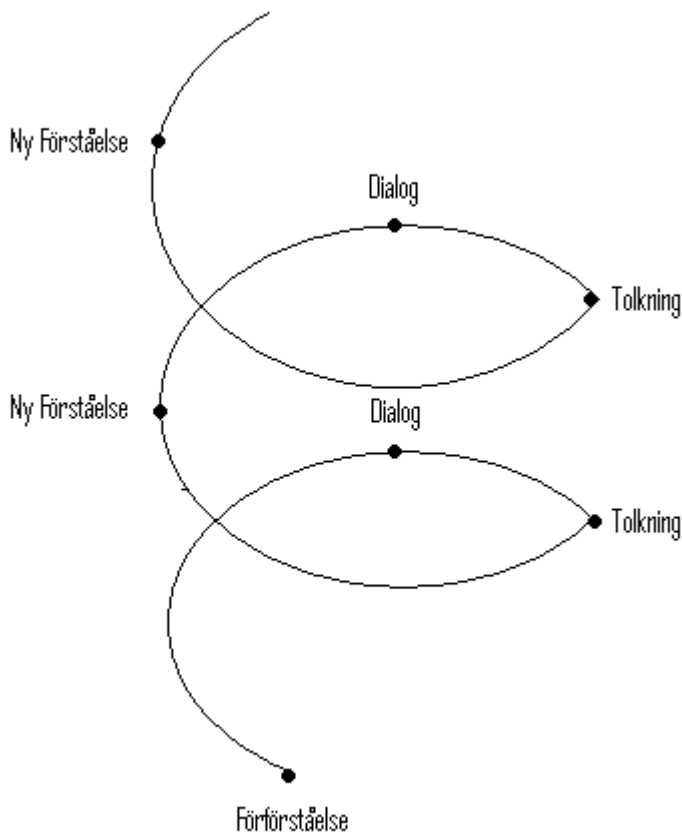 Ny Förståelse
Dialog
Tolkning
Ny Förståelse
Dialog
Tolkning
Förförståelse